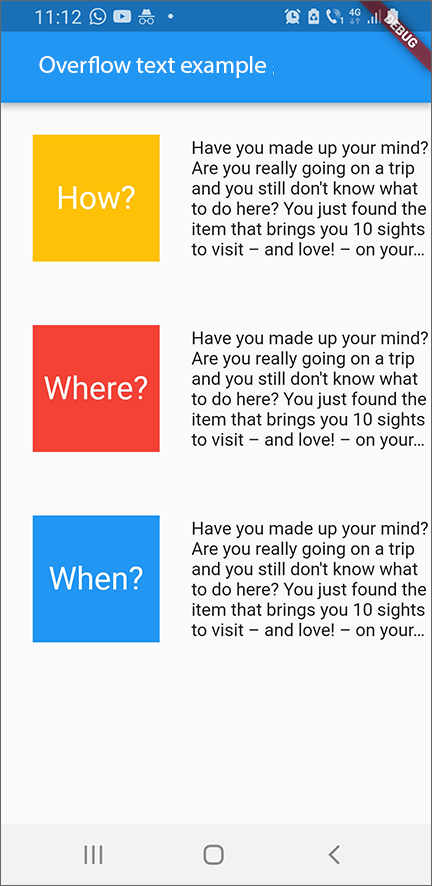 11:12
4G
DEBUG
Overflow text example
How?
Have you made up your mind?
Are you really going on a trip
and you still don't know what
to do here? You just found the
item that brings you 10 sights
to visit – and love! – on your...
Where?
Have you made up your mind?
Are you really going on a trip
and you still don't know what
to do here? You just found the
item that brings you 10 sights
to visit – and love! – on your...
When?
Have you made up your mind?
Are you really going on a trip
and you still don't know what
to do here? You just found the
item that brings you 10 sights
to visit – and love! – on your...